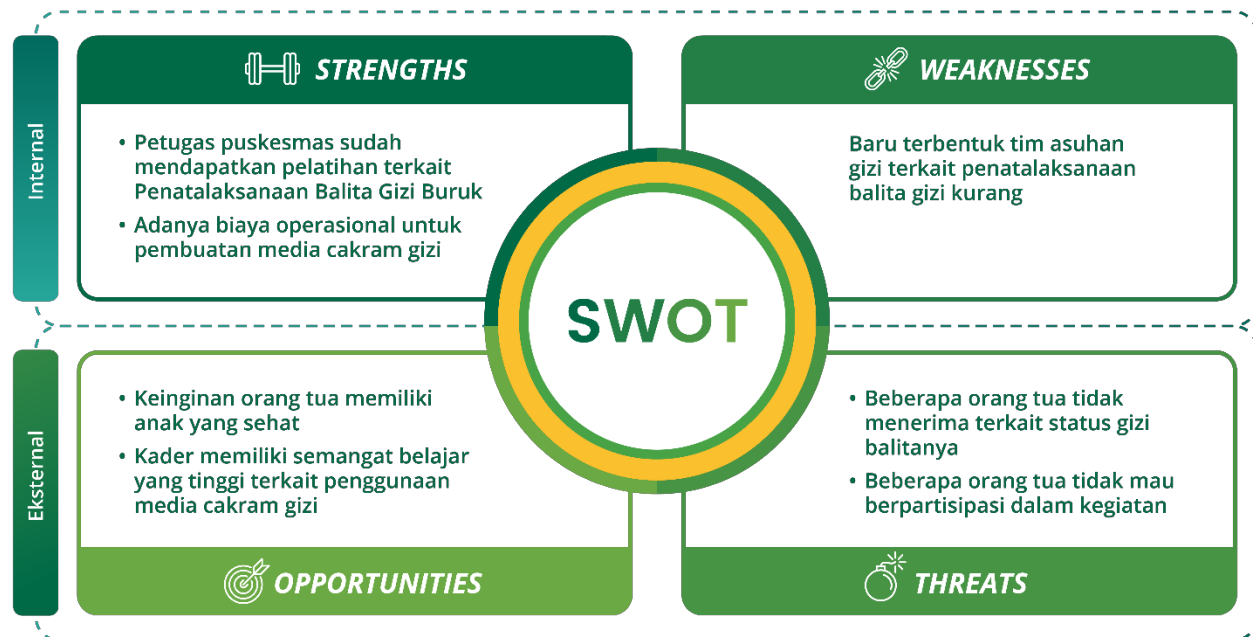 Internal
STRENGTHS
• Petugas puskesmas sudah
mendapatkan pelatihan terkait
Penatalaksanaan Balita Gizi Buruk
• Adanya biaya operasional untuk
pembuatan media cakram gizi
WEAKNESSES
Baru terbentuk tim asuhan
gizi terkait penatalaksanaan
balita gizi kurang
SWOT
Eksternal
• Keinginan orang tua memiliki
anak yang sehat
• Kader memiliki semangat belajar
yang tinggi terkait penggunaan
media cakram gizi
OPPORTUNITIES
• Beberapa orang tua tidak
menerima terkait status gizi
balitanya
• Beberapa orang tua tidak mau
berpartisipasi dalam kegiatan
THREATS